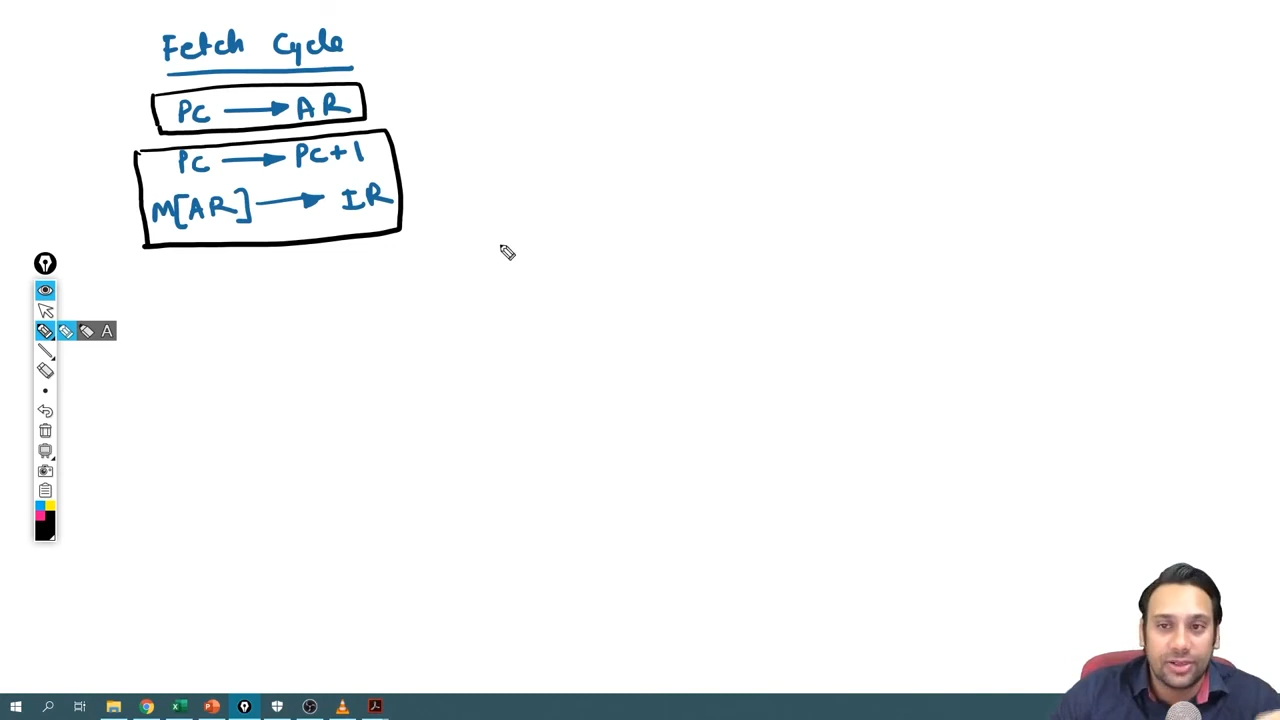 Fetch Cycle
PC → AR
PC → PC+1
M[AR] → IR
A